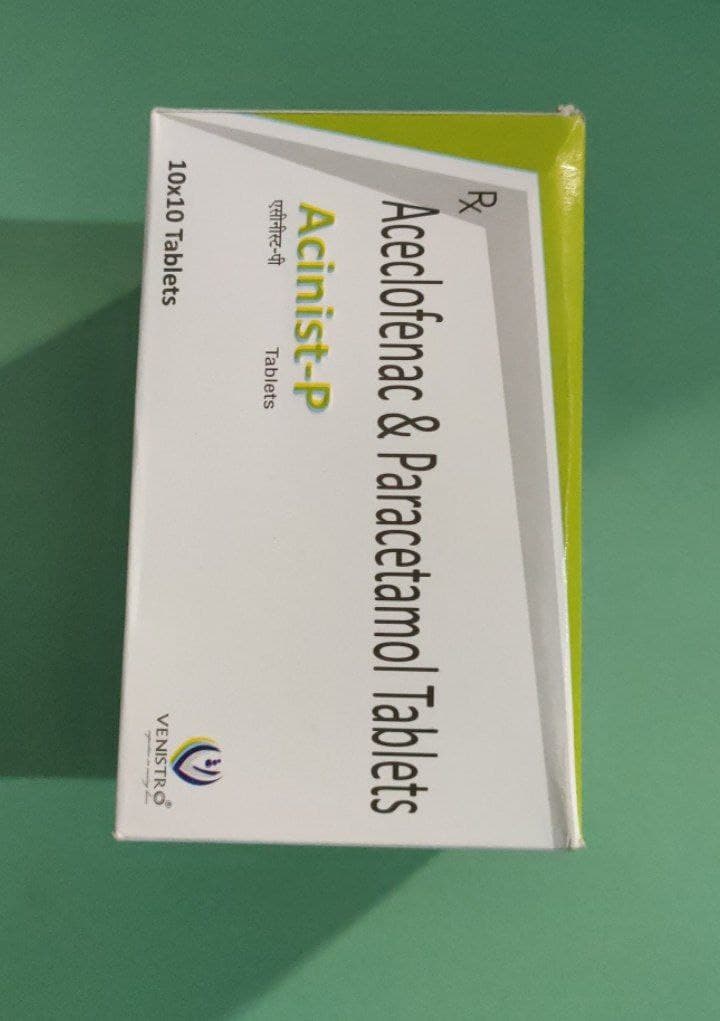 Rx
Aceclofenac & Paracetamol Tablets
Acinist-P
एसीनीस्ट-पी
Tablets
10x10 Tablets
VENISTRO®